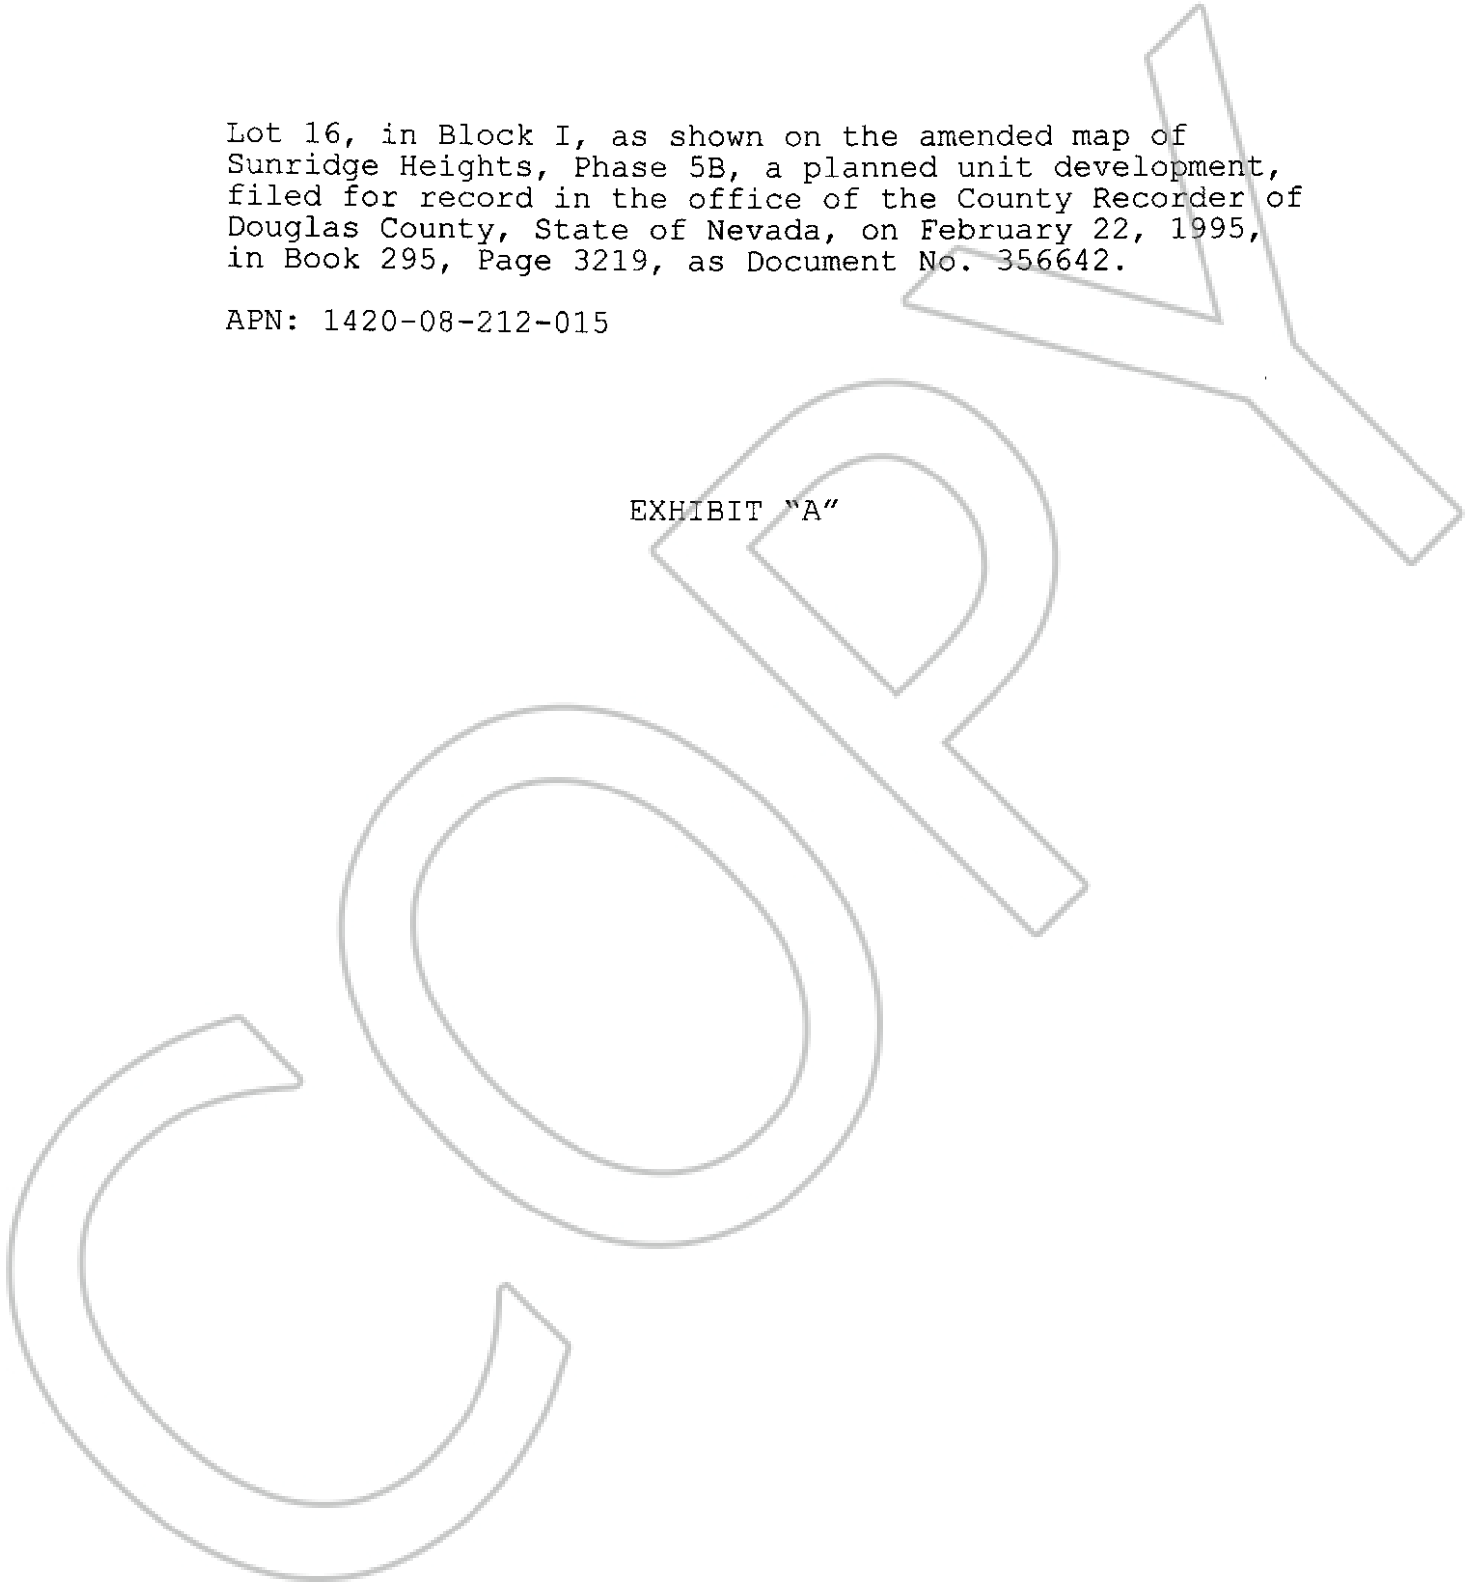 Lot 16, in Block I, as shown on the amended map of
Sunridge Heights, Phase 5B, a planned unit development,
filed for record in the office of the County Recorder of
Douglas County, State of Nevada, on February 22, 1995,
in Book 295, Page 3219, as Document No. 356642.
APN: 1420-08-212-015
EXHIBIT “A”
COPY